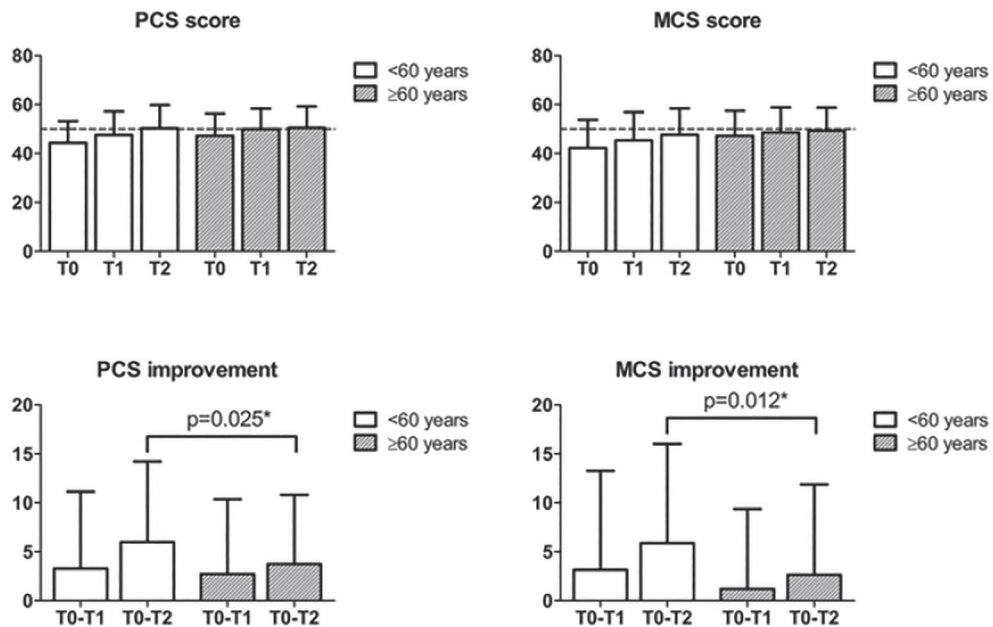 PCS score
80
60
40
20
0
T0 T1 T2 T0 T1 T2
<60 years
≥60 years
MCS score
80
60
40
20
0
T0 T1 T2 T0 T1 T2
<60 years
≥60 years
PCS improvement
20
15
10
5
0
p=0.025*
T0-T1 T0-T2 T0-T1 T0-T2
<60 years
≥60 years
MCS improvement
20
15
10
5
0
p=0.012*
T0-T1 T0-T2 T0-T1 T0-T2
<60 years
≥60 years